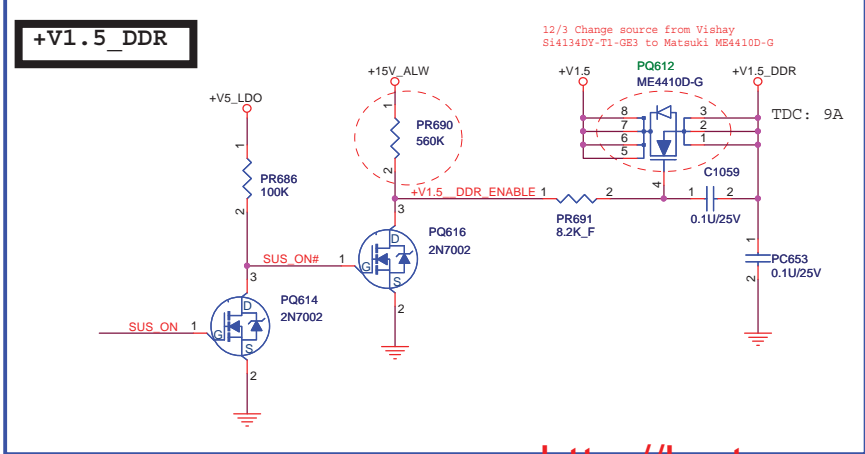 +V1.5_DDR
12/3 Change source from Vishay
Si4134DY-T1-GE3 to Matsuki ME4410D-G
PQ612
ME4410D-G
+V1.5
+V1.5_DDR
TDC: 9A
8
7
6
5
3
2
1
4
+15V_ALW
1
PR690
560K
2
+V5_LDO
1
PR686
100K
2
+V1.5__DDR_ENABLE
1
2
PR691
8.2K_F
C1059
1
2
0.1U/25V
1
PC653
0.1U/25V
2
3
D
PQ616
2N7002
SUS_ON#
1
G
S
2
3
D
PQ614
2N7002
SUS_ON
1
G
S
2